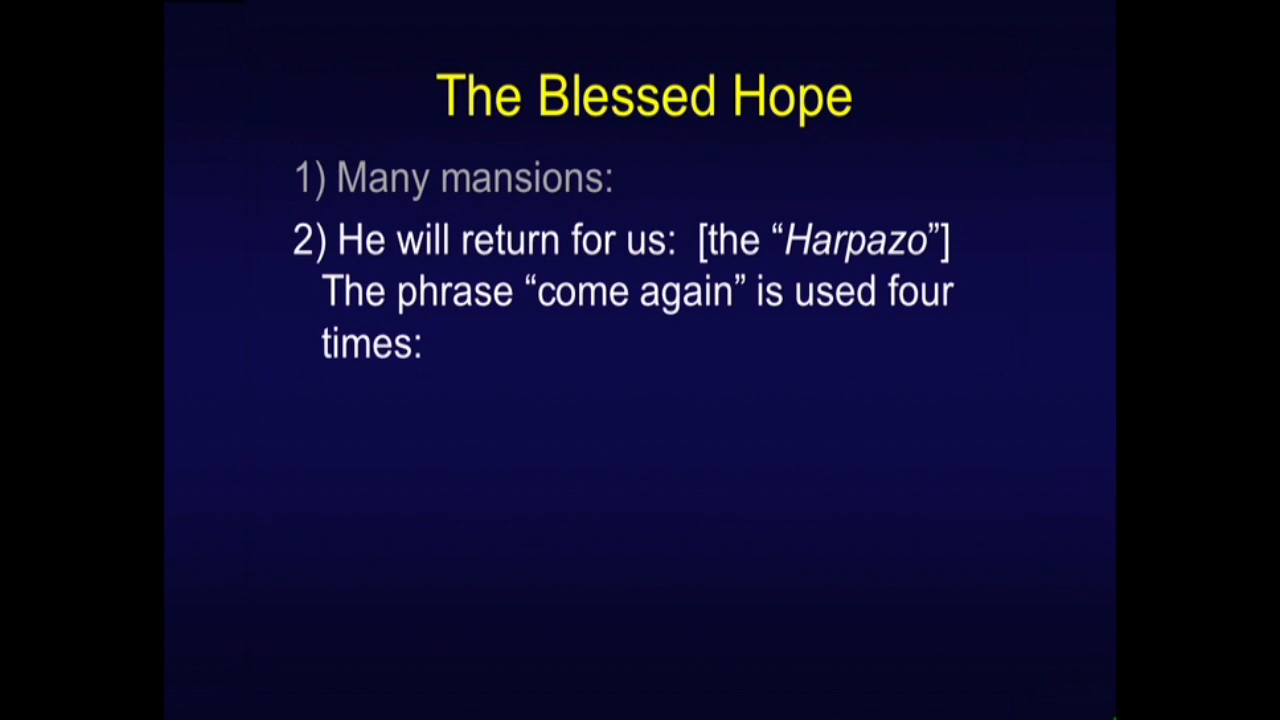 The Blessed Hope
1) Many mansions:
2) He will return for us: [the “Harpazo”]
The phrase “come again” is used four
times: